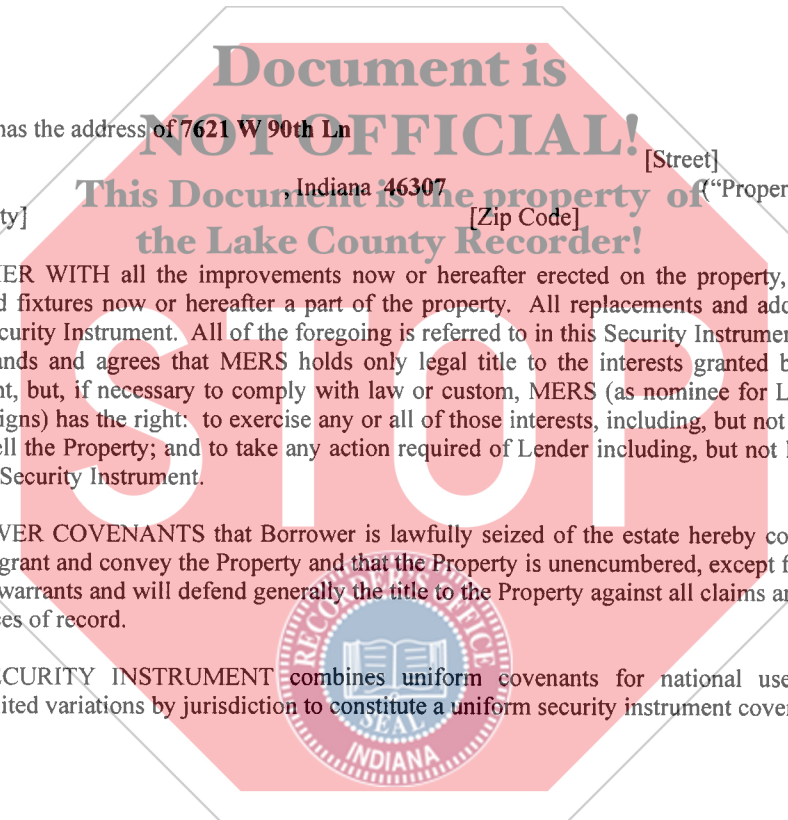 Document is
has the address of 7621 W 90th Ln
NOT OFFICIAL!
[Street]
This Document is the property of
, Indiana 46307 ("Proper
ty] [Zip Code]
the Lake County Recorder!
ER WITH all the improvements now or hereafter erected on the property,
d fixtures now or hereafter a part of the property. All replacements and add
curity Instrument. All of the foregoing is referred to in this Security Instrumen
ands and agrees that MERS holds only legal title to the interests granted b
nt, but, if necessary to comply with law or custom, MERS (as nominee for L
igns) has the right: to exercise any or all of those interests, including, but not
ell the Property; and to take any action required of Lender including, but not l
Security Instrument.
STOP
VER COVENANTS that Borrower is lawfully seized of the estate hereby co
grant and convey the Property and that the Property is unencumbered, except f
warrants and will defend generally the title to the Property against all claims an
es of record.
RECORDER'S OFFICE
ECURITY INSTRUMENT combines uniform covenants for national use
ited variations by jurisdiction to constitute a uniform security instrument cover
SEAL
INDIANA